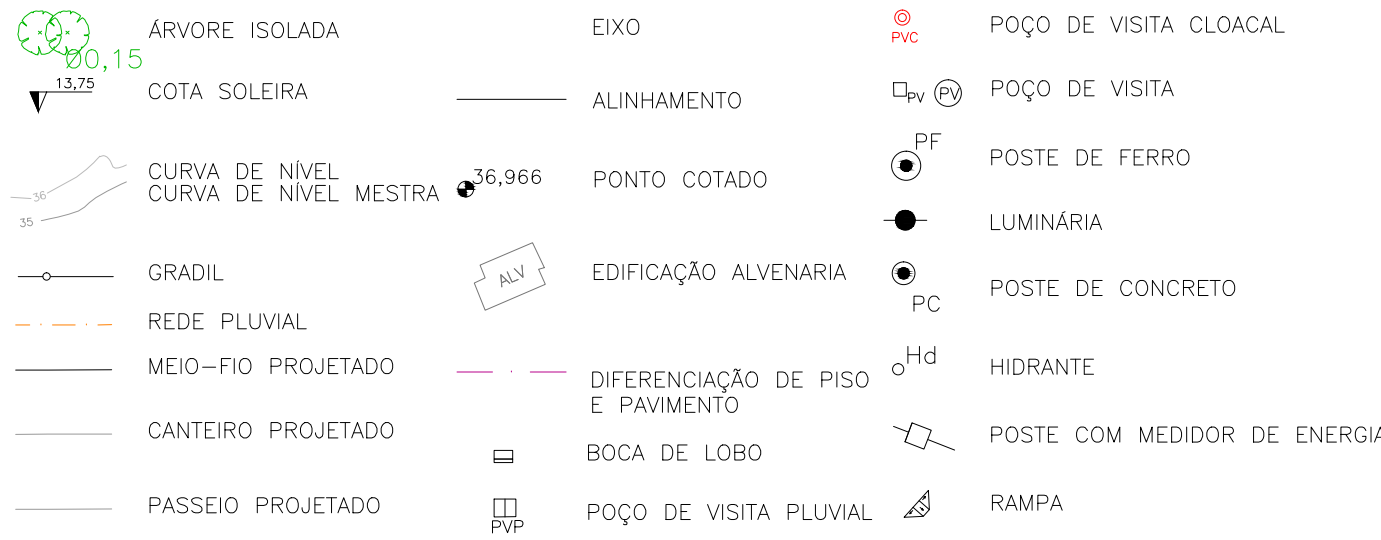 ÁRVORE ISOLADA
Ø0,15
13,75
COTA SOLEIRA
CURVA DE NÍVEL
CURVA DE NÍVEL MESTRA
36
35
GRADIL
REDE PLUVIAL
MEIO-FIO PROJETADO
CANTEIRO PROJETADO
PASSEIO PROJETADO
EIXO
ALINHAMENTO
36,966
PONTO COTADO
ALV
EDIFICAÇÃO ALVENARIA
DIFERENCIAÇÃO DE PISO
E PAVIMENTO
BOCA DE LOBO
PVP
POÇO DE VISITA PLUVIAL
PVC
POÇO DE VISITA CLOACAL
PV PV
POÇO DE VISITA
PF
POSTE DE FERRO
LUMINÁRIA
PC
POSTE DE CONCRETO
Hd
HIDRANTE
POSTE COM MEDIDOR DE ENERGIA
RAMPA